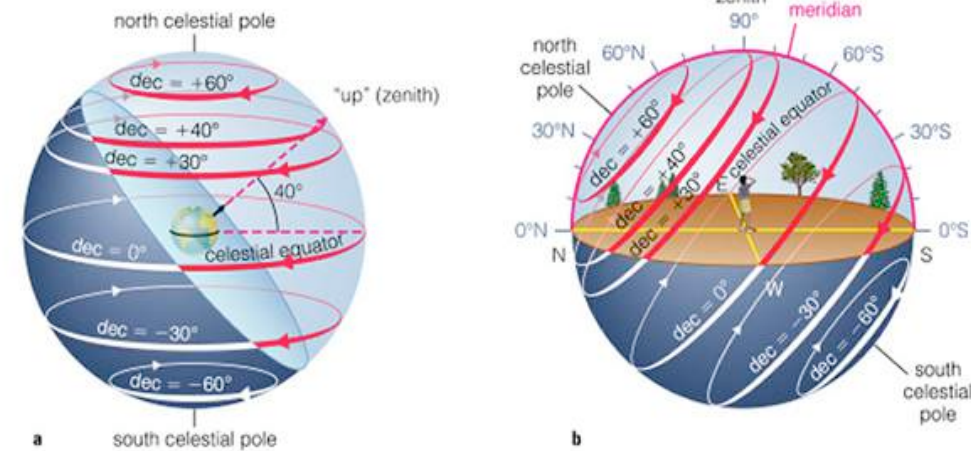 north celestial pole
dec = +60°
"up" (zenith)
dec = +40°
dec = +30°
40°
dec = 0°
celestial equator
dec = −30°
dec = −60°
a
south celestial pole
zenith
90°
meridian
north
celestial
pole
60°N
60°S
30°N
30°S
dec = +60°
dec = +40°
dec = +30°
celestial equator
E
0°N
0°S
N
S
W
dec = 0°
dec = −30°
dec = −60°
south
celestial
pole
b